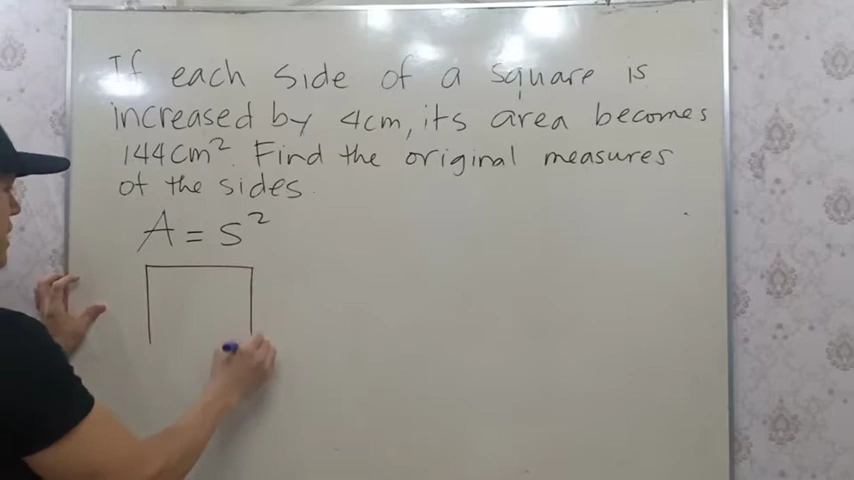 If each side of a square is
increased by 4cm, its area becomes
144cm². Find the original measures
of the sides.
A = S²